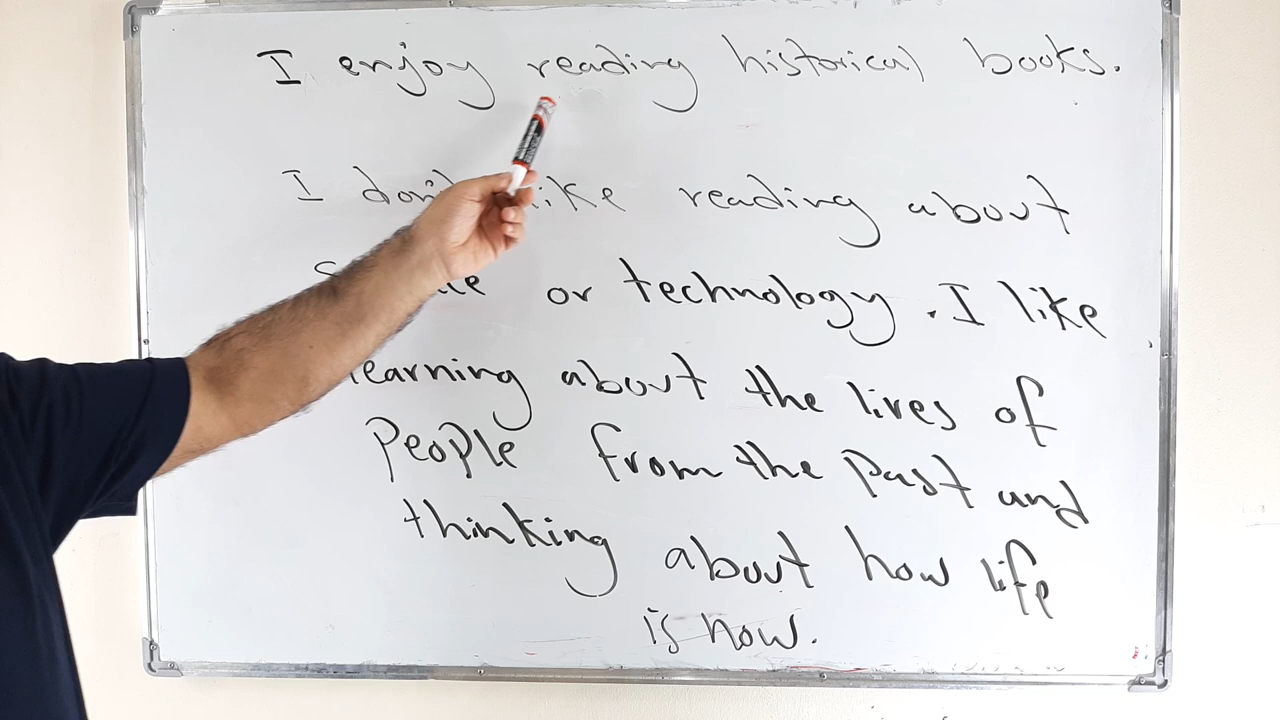 I enjoy reading historical books.
I don't like reading about
or technology. I like
learning about the lives of
People from the Past and
thinking about how life
is now.